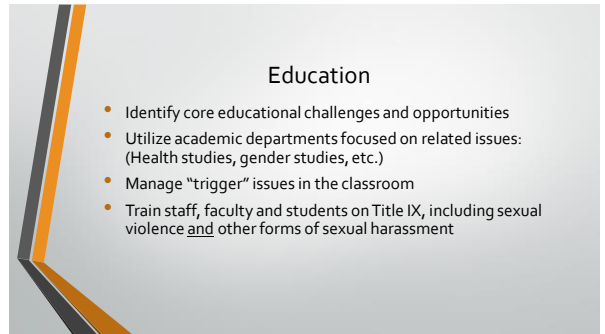 Education
• Identify core educational challenges and opportunities
• Utilize academic departments focused on related issues:
(Health studies, gender studies, etc.)
• Manage “trigger” issues in the classroom
• Train staff, faculty and students on Title IX, including sexual
violence and other forms of sexual harassment